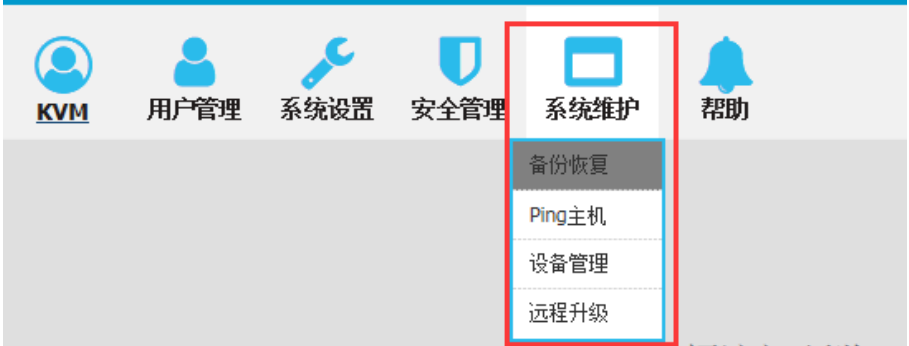 KVM 用户管理 系统设置 安全管理 系统维护 帮助
备份恢复
Ping主机
设备管理
远程升级